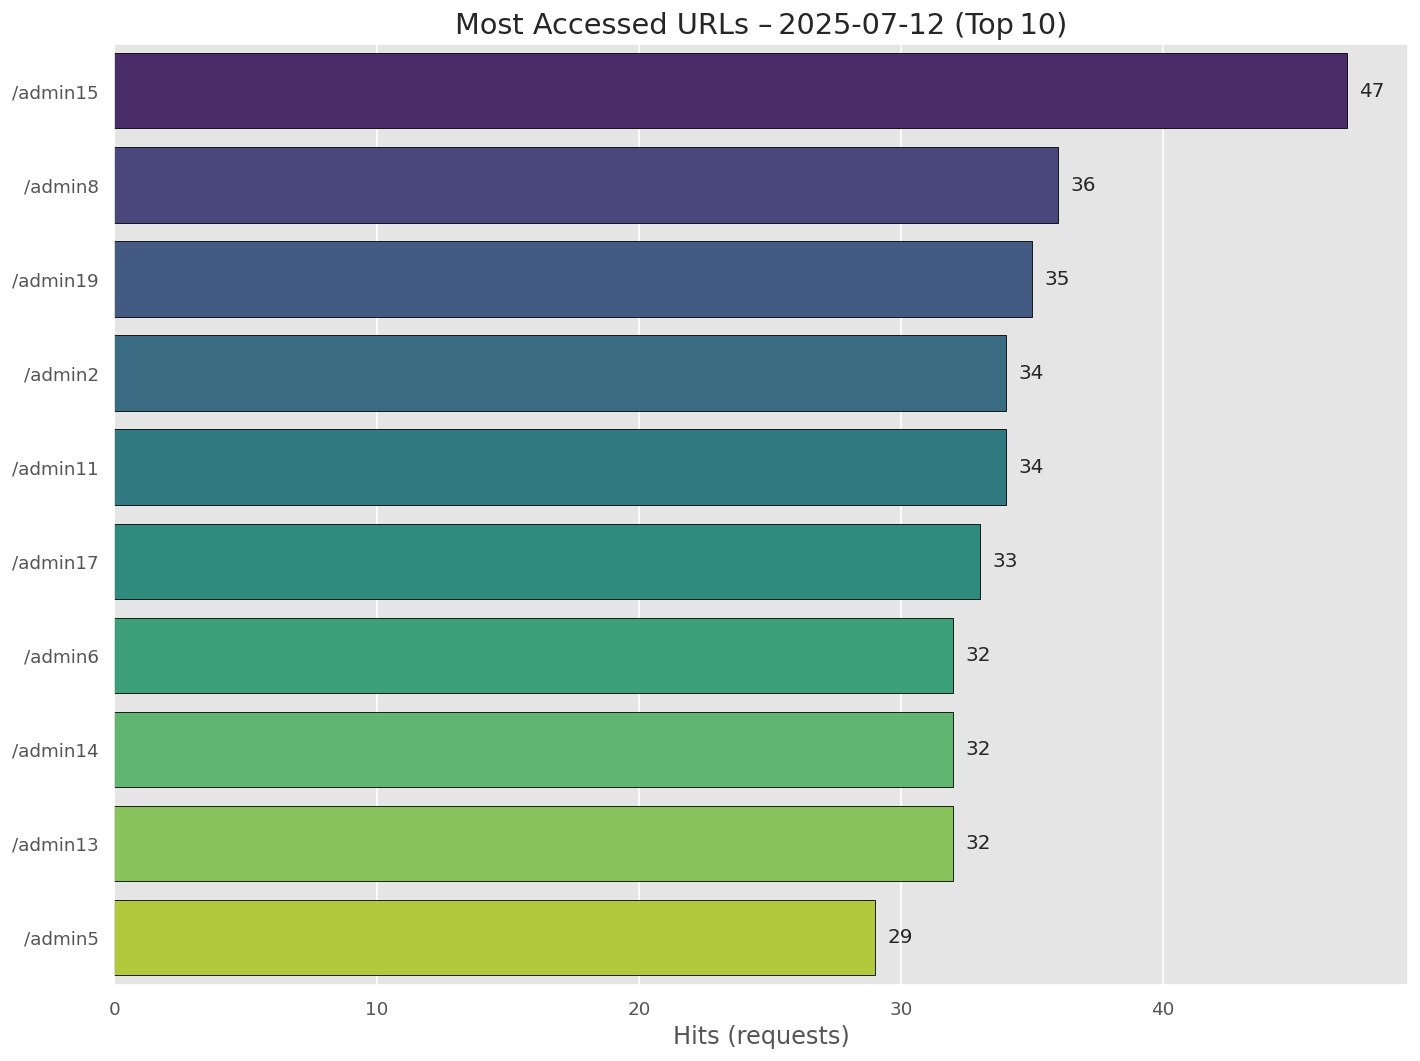 Most Accessed URLs – 2025-07-12 (Top 10)
/admin15 47
/admin8 36
/admin19 35
/admin2 34
/admin11 34
/admin17 33
/admin6 32
/admin14 32
/admin13 32
/admin5 29
0 10 20 30 40
Hits (requests)